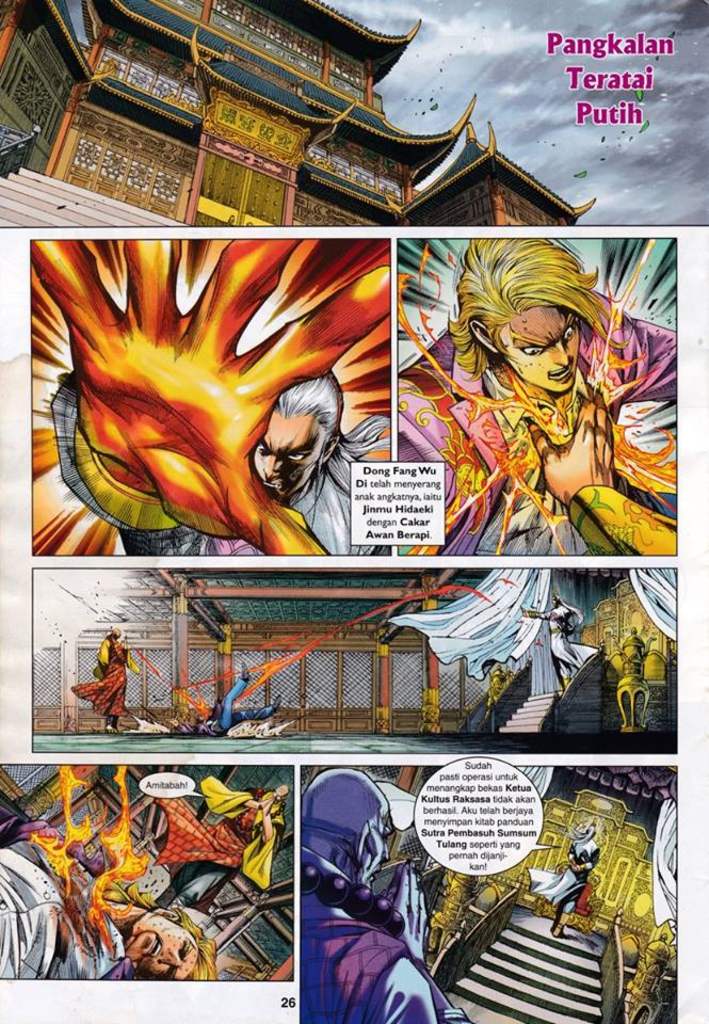 Pangkalan
Teratai
Putih
Dong Fang Wu
Di telah menyerang
anak angkatnya, iaitu
Jinmu Hidaeki
dengan Cakar
Awan Berapi.
Amitabah!
Sudah
pasti operasi untuk
menangkap bekas Ketua
Kultus Raksasa tidak akan
berhasil. Aku telah berjaya
menyimpan kitab panduan
Sutra Pembasuh Sumsum
Tulang seperti yang
pernah dijanji-
kan!
26